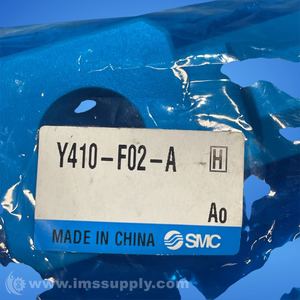 Y410-F02-A H
Ao
MADE IN CHINA SMC
www.imssupply.com